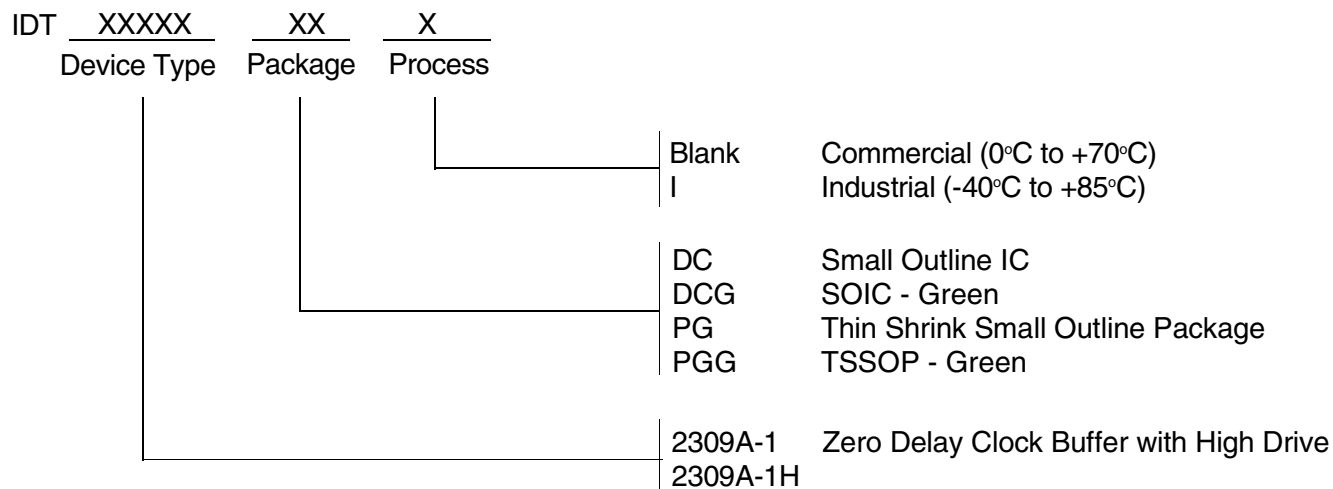 IDT XXXXX XX X
Device Type Package Process
Blank Commercial (0°C to +70°C)
I Industrial (-40°C to +85°C)
DC Small Outline IC
DCG SOIC - Green
PG Thin Shrink Small Outline Package
PGG TSSOP - Green
2309A-1 Zero Delay Clock Buffer with High Drive
2309A-1H